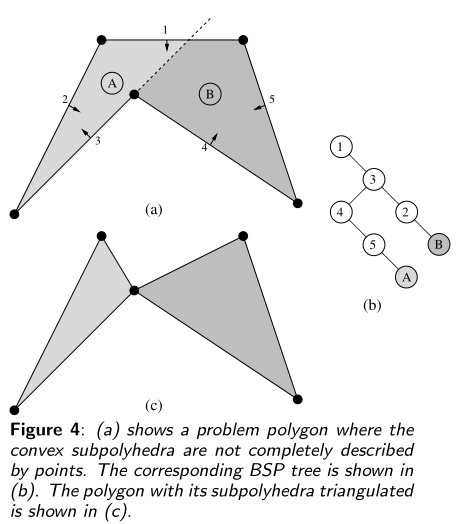 1
A
B
2
5
3
4
(a)
1
3
4
2
5
B
A
(b)
(c)
Figure 4: (a) shows a problem polygon where the
convex subpolyhedra are not completely described
by points. The corresponding BSP tree is shown in
(b). The polygon with its subpolyhedra triangulated
is shown in (c).